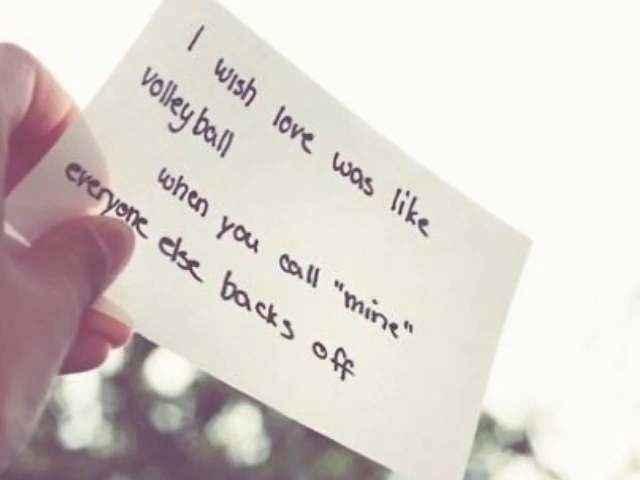 I wish love was like
volleyball
when you call "mine"
everyone else backs off